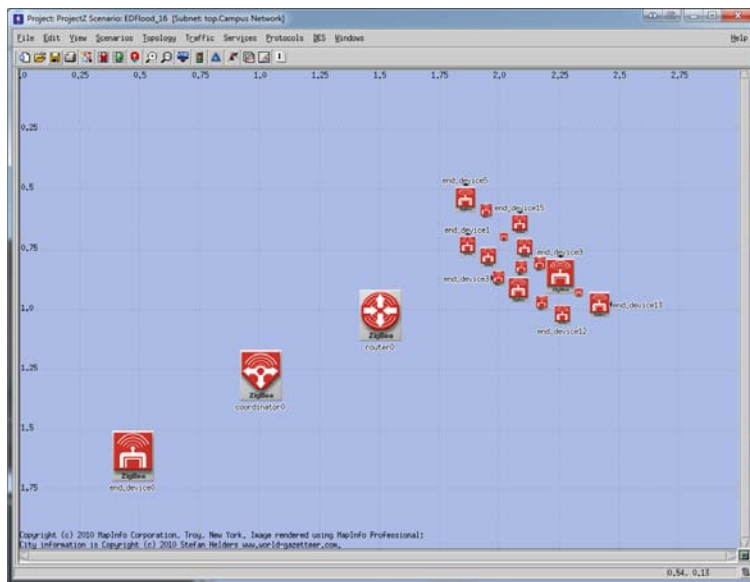 Project: ProjectZ Scenario: EDFlood_16 [Subnet: top.Campus Network]
File Edit View Scenarios Topology Traffic Services Protocols DES Windows Help
.0 0.25 0.5 0.75 1.0 1.25 1.5 1.75 2.0 2.25 2.5 2.75
0.25
0.5
end_device5
end_device15
end_device1
0.75
end_device9
end_device3
1.0
end_device13
ZigBee
router0
end_device12
1.25
ZigBee
coordinator0
1.5
ZigBee
end_device0
1.75
Copyright (c) 2010 MapInfo Corporation, Troy, New York. Image rendered using MapInfo Professional;
City information is Copyright (c) 2010 Stefan Helders www.world-gazetteer.com.
0.54, 0.13